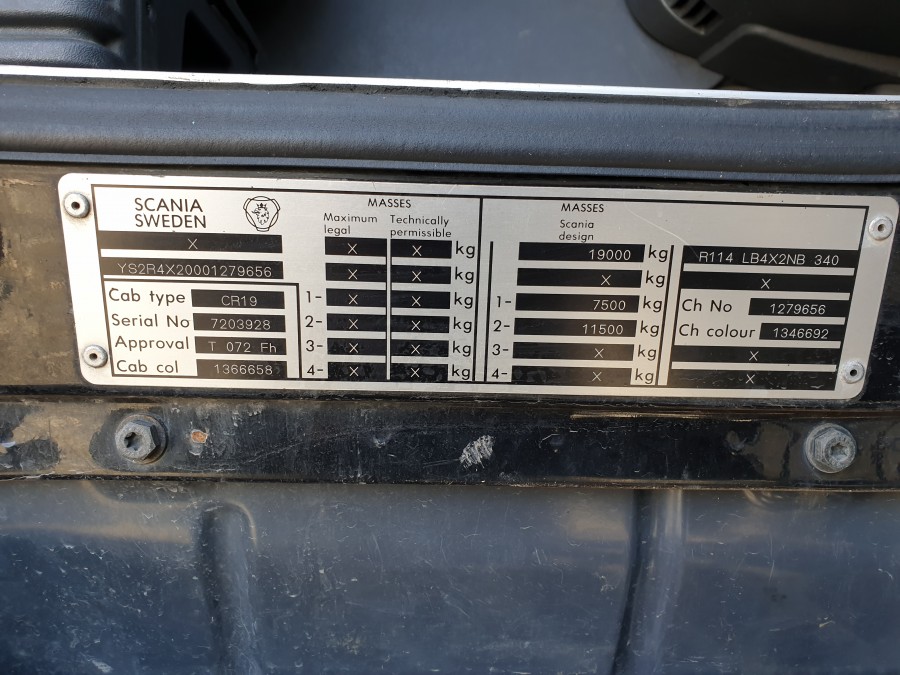 SCANIA
SWEDEN
X
YS2R4X20001279656
Cab type CR19
Serial No 7203928
Approval T 072 Fh
Cab col 1366658
MASSES
Maximum legal Technically permissible
X X kg
X X kg
1- X X kg
2- X X kg
3- X X kg
4- X X kg
MASSES
Scania
design
19000 kg
X kg
1- 7500 kg
2- 11500 kg
3- X kg
4- X kg
R114 LB4X2NB 340
X
Ch No 1279656
Ch colour 1346692
X
X